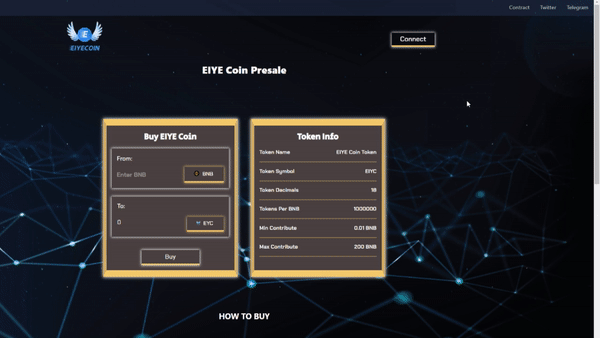 Contract Twitter Telegram
EIYECOIN
Connect
EIYE Coin Presale
Buy EIYE Coin
From:
Enter BNB
BNB
To:
0
EYC
Buy
Token Info
Token Name EIYE Coin Token
Token Symbol EIYC
Token Decimals 18
Tokens Per BNB 1000000
Min Contribute 0.01 BNB
Max Contribute 200 BNB
HOW TO BUY